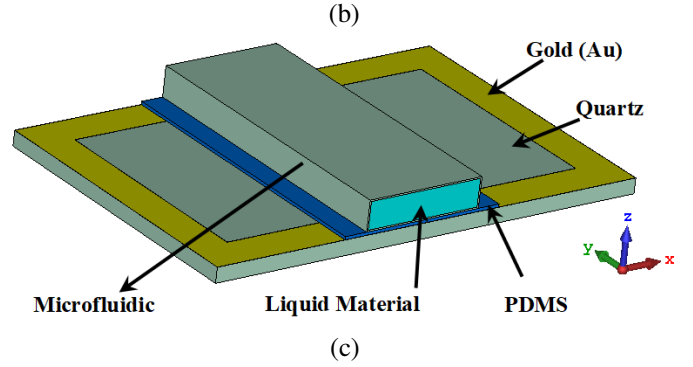 (b)
Gold (Au)
Quartz
z
y
x
Microfluidic
Liquid Material
PDMS
(c)